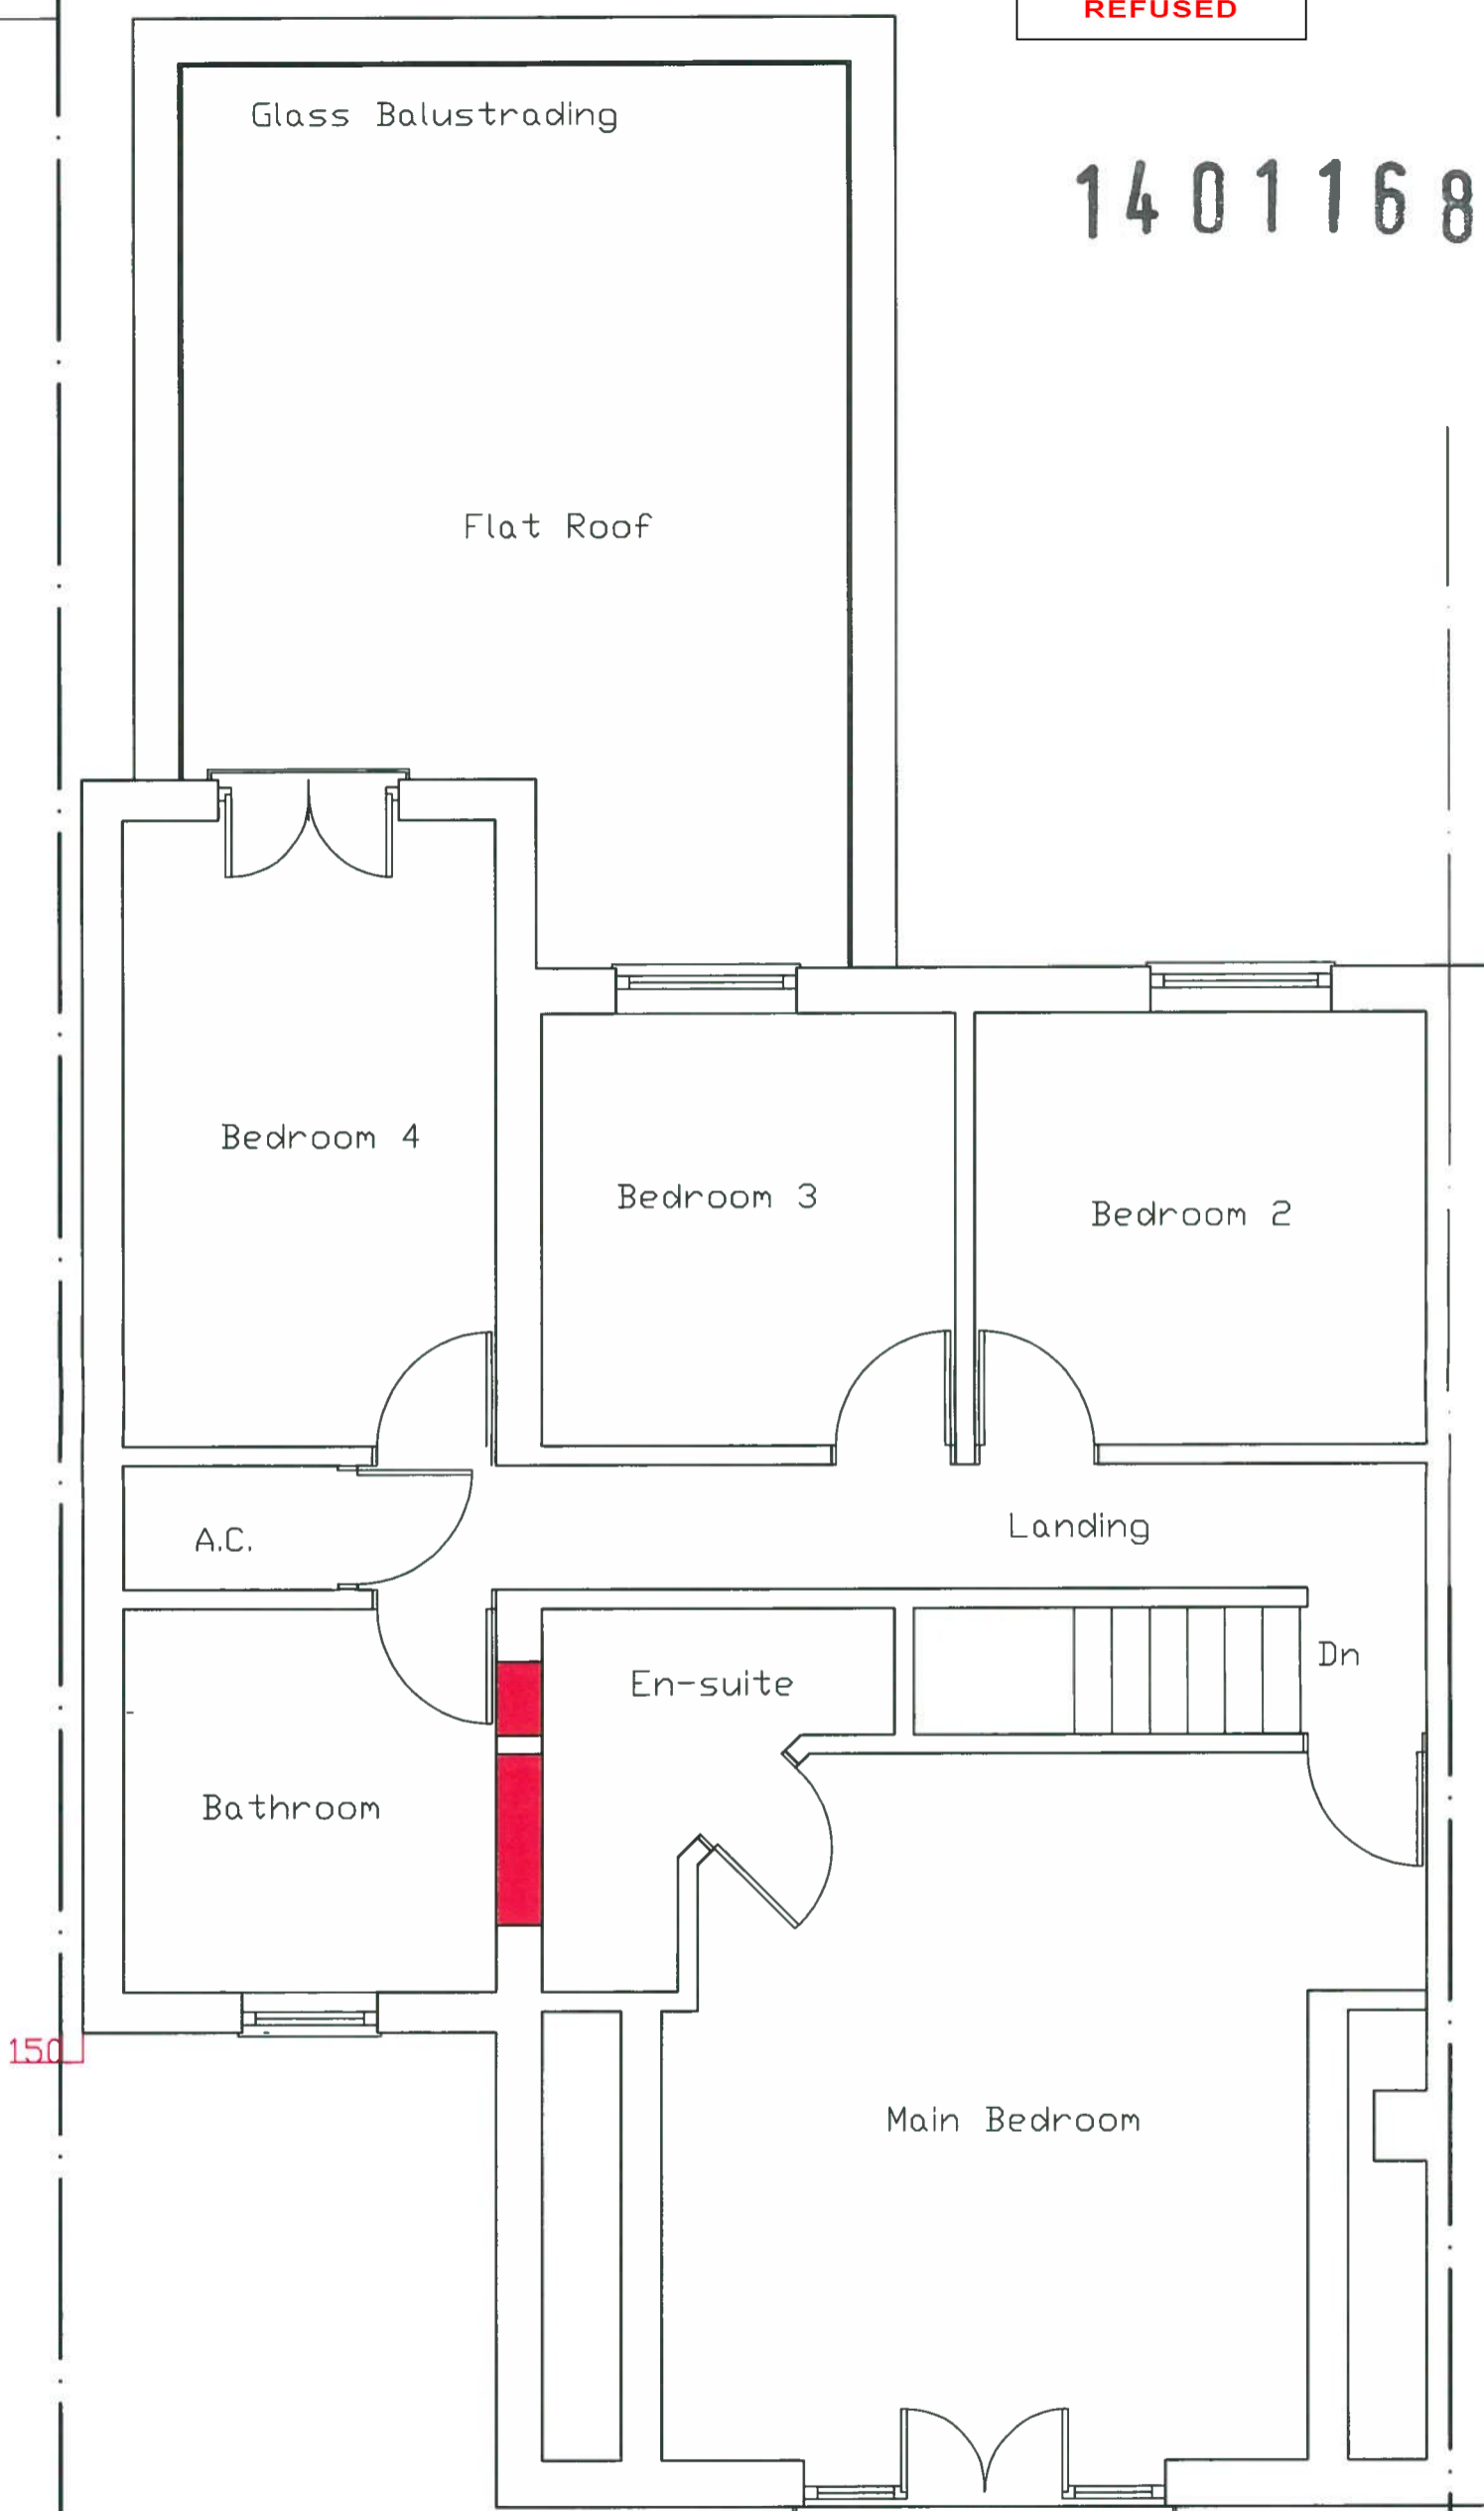 REFUSED
Glass Balustrading
1401168
Flat Roof
Bedroom 4
Bedroom 3
Bedroom 2
Landing
A.C.
Dn
En-suite
Bathroom
150
Main Bedroom